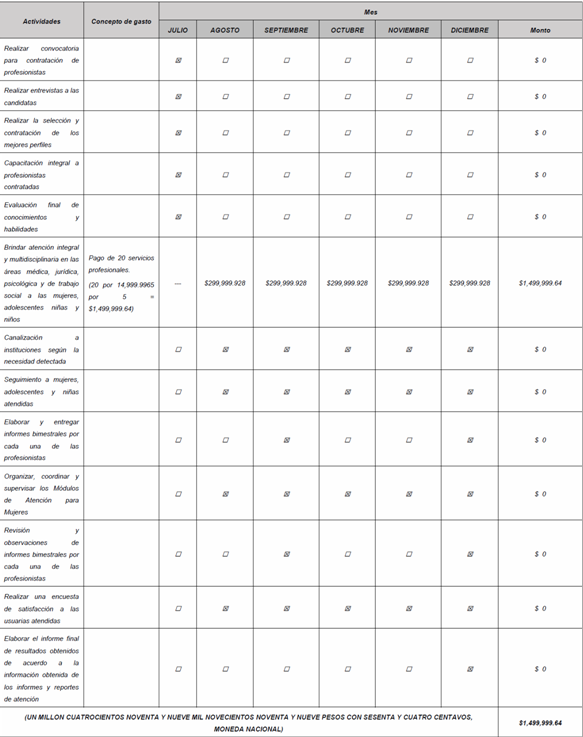 Actividades Concepto de gasto Mes
JULIO AGOSTO SEPTIEMBRE OCTUBRE NOVIEMBRE DICIEMBRE Monto
Realizar convocatoria
para contratación de
profesionistas
☒ ☐ ☐ ☐ ☐ ☐ $ 0
Realizar entrevistas a las
candidatas
☒ ☐ ☐ ☐ ☐ ☐ $ 0
Realizar la selección y
contratación de los
mejores perfiles
☒ ☐ ☐ ☐ ☐ ☐ $ 0
Capacitación integral a
profesionistas
contratadas
☒ ☐ ☐ ☐ ☐ ☐ $ 0
Evaluación final de
conocimientos y
habilidades
☒ ☐ ☐ ☐ ☐ ☐ $ 0
Brindar atención integral
y multidisciplinaria en las
áreas médica, jurídica,
psicológica y de trabajo
social a las mujeres,
adolescentes niñas y
niños
Pago de 20 servicios
profesionales.
(20 por 14,999.9965
por 5 =
$1,499,999.64)
--- $299,999.928 $299,999.928 $299,999.928 $299,999.928 $299,999.928 $1,499,999.64
Canalización a
instituciones según la
necesidad detectada
☐ ☒ ☒ ☒ ☒ ☒ $ 0
Seguimiento a mujeres,
adolescentes y niñas
atendidas
☐ ☒ ☒ ☒ ☒ ☒ $ 0
Elaborar y entregar
informes bimestrales por
cada una de las
profesionistas
☐ ☐ ☒ ☐ ☐ ☒ $ 0
Organizar, coordinar y
supervisar los Módulos
de Atención para
Mujeres
☐ ☒ ☒ ☒ ☒ ☒ $ 0
Revisión y
observaciones de
informes bimestrales por
cada una de las
profesionistas
☐ ☐ ☒ ☐ ☐ ☒ $ 0
Realizar una encuesta
de satisfacción a las
usuarias atendidas
☐ ☒ ☒ ☒ ☒ ☒ $ 0
Elaborar el informe final
de resultados obtenidos
de acuerdo a la
información obtenida de
los informes y reportes
de atención
☐ ☐ ☐ ☐ ☐ ☒ $ 0
(UN MILLON CUATROCIENTOS NOVENTA Y NUEVE MIL NOVECIENTOS NOVENTA Y NUEVE PESOS CON SESENTA Y CUATRO CENTAVOS,
MONEDA NACIONAL)
$1,499,999.64